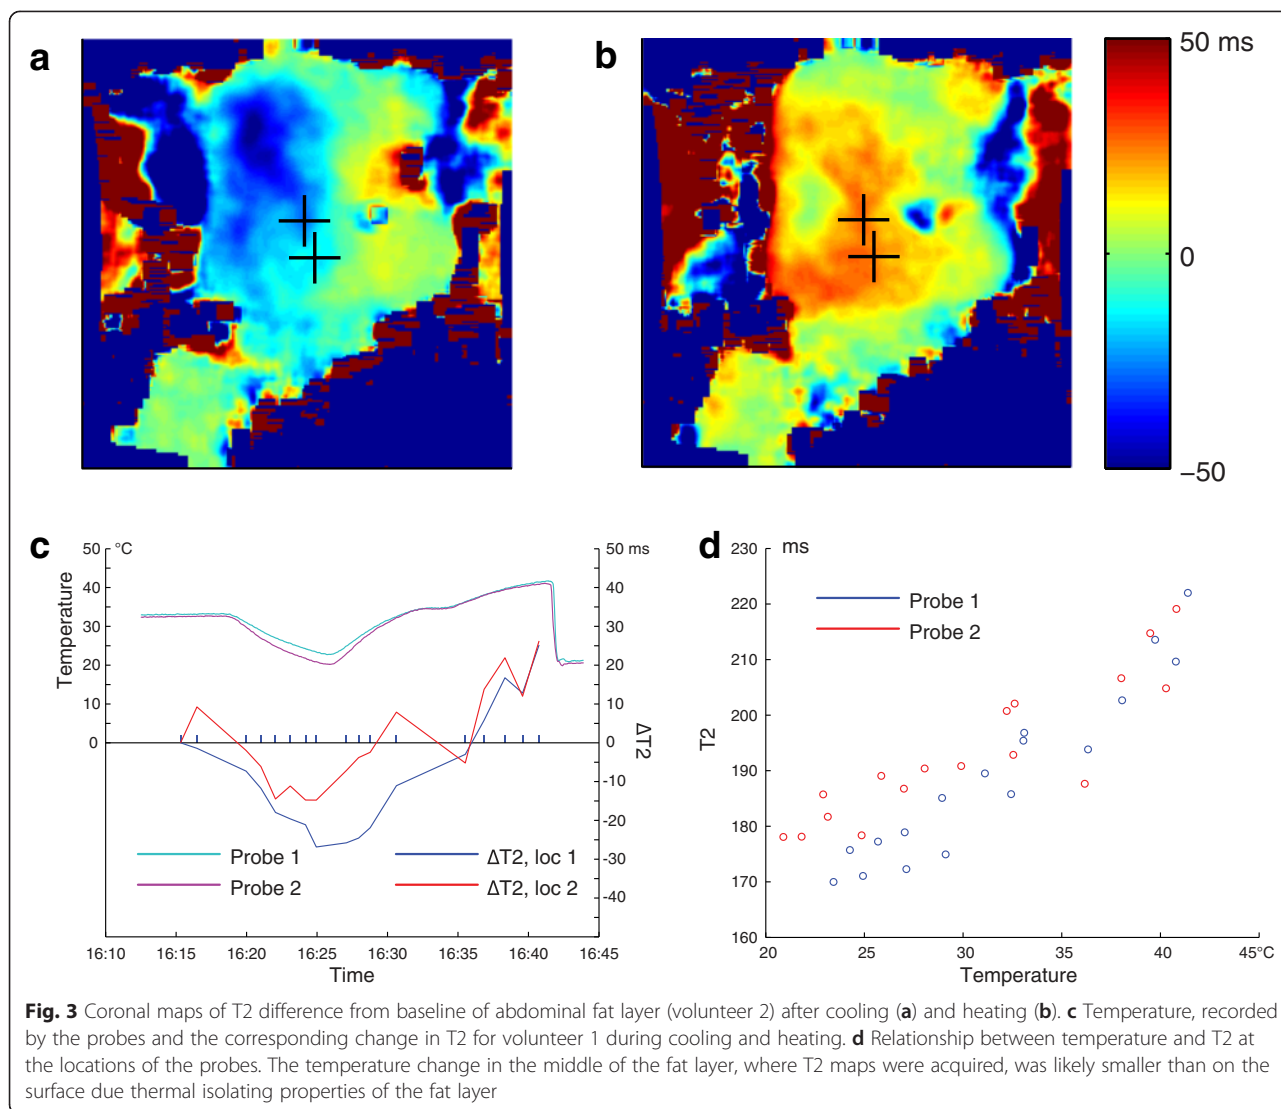 a
b
50 ms
0
−50
c
50 °C
40
30
20
10
0
Temperature
50 ms
40
30
20
10
0
-10
-20
-30
-40
-50
ΔT2
Probe 1
Probe 2
ΔT2, loc 1
ΔT2, loc 2
16:10 16:15 16:20 16:25 16:30 16:35 16:40 16:45
Time
d
ms
230
220
210
200
190
180
170
160
T2
Probe 1
Probe 2
20 25 30 35 40 45°C
Temperature
Fig. 3 Coronal maps of T2 difference from baseline of abdominal fat layer (volunteer 2) after cooling (a) and heating (b). c Temperature, recorded
by the probes and the corresponding change in T2 for volunteer 1 during cooling and heating. d Relationship between temperature and T2 at
the locations of the probes. The temperature change in the middle of the fat layer, where T2 maps were acquired, was likely smaller than on the
surface due thermal isolating properties of the fat layer